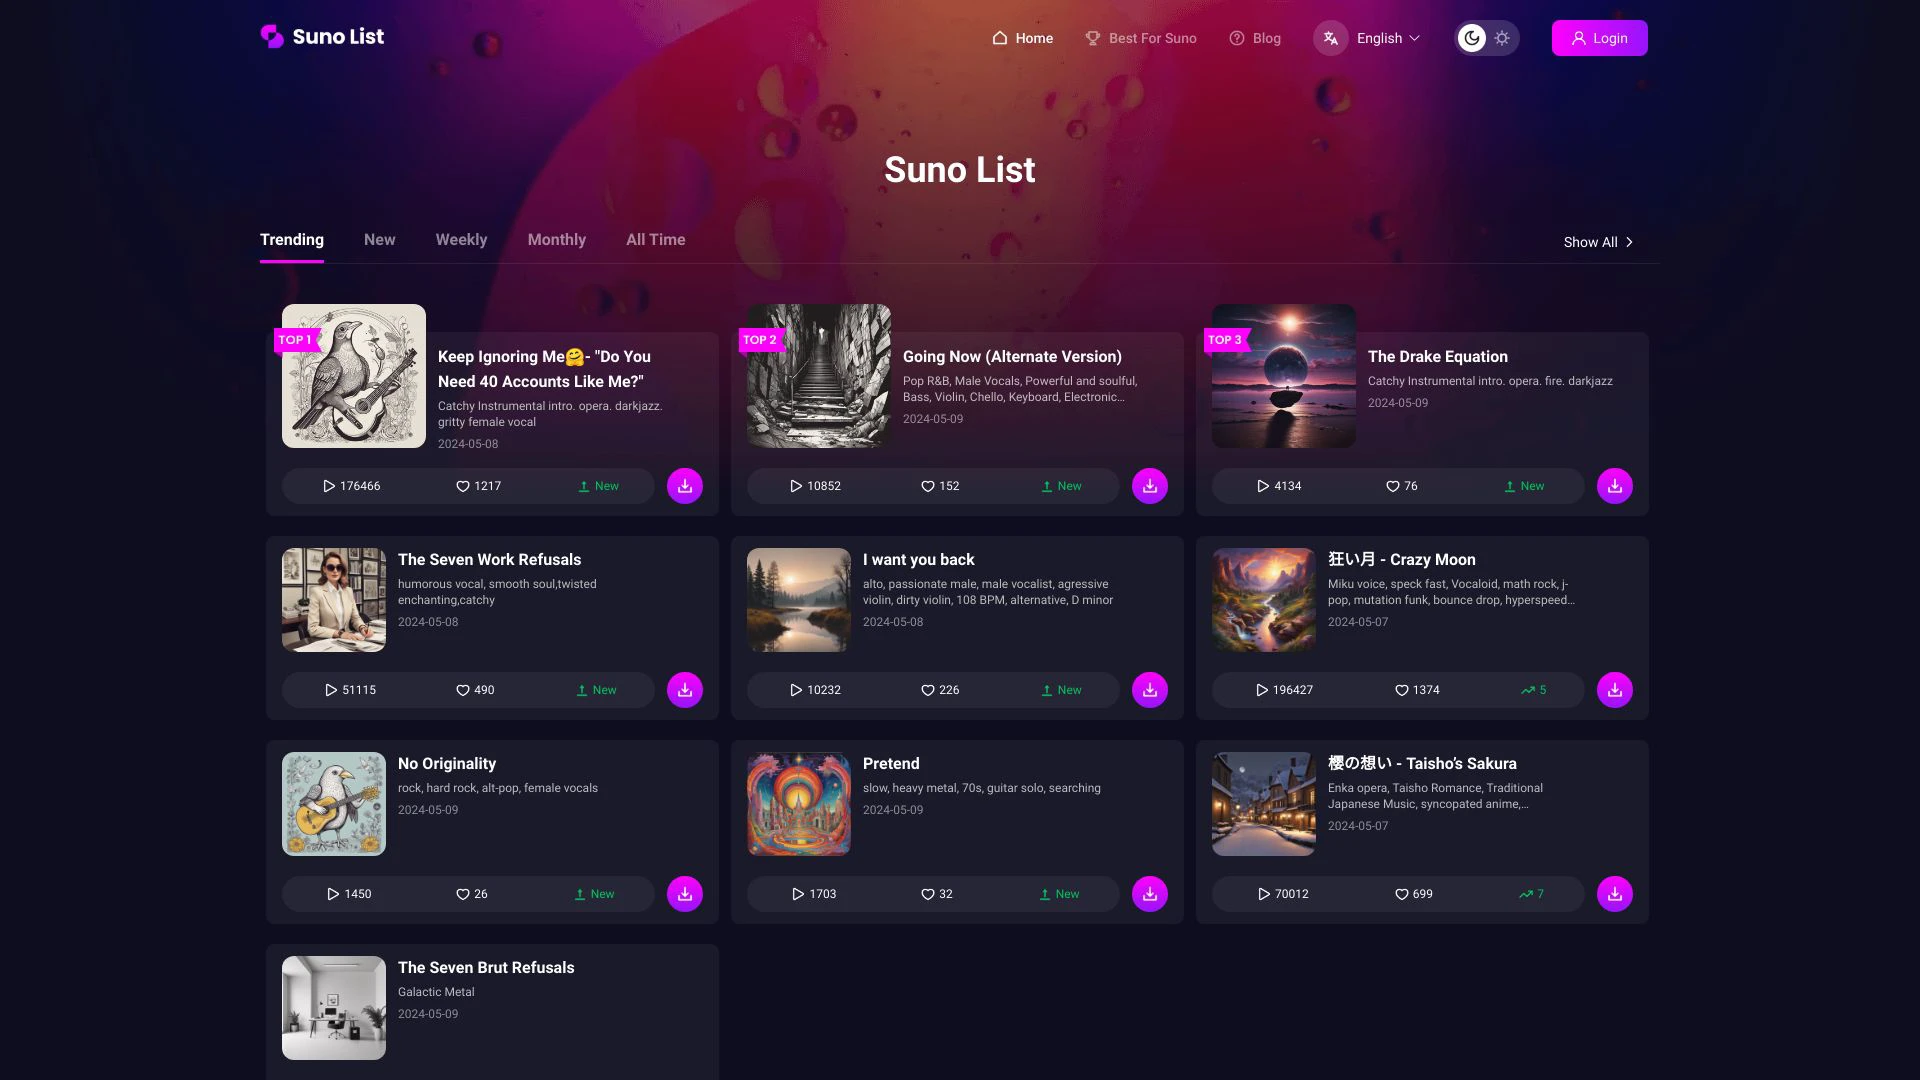 Suno List
Home
Best For Suno
Blog
English
Login
Suno List
Trending
New
Weekly
Monthly
All Time
Show All
TOP 1
Keep Ignoring Me🤗- "Do You
Need 40 Accounts Like Me?"
Catchy Instrumental intro. opera. darkjazz.
gritty female vocal
2024-05-08
176466
1217
New
TOP 2
Going Now (Alternate Version)
Pop R&B, Male Vocals, Powerful and soulful,
Bass, Violin, Chello, Keyboard, Electronic...
2024-05-09
10852
152
New
TOP 3
The Drake Equation
Catchy Instrumental intro. opera. fire. darkjazz
2024-05-09
4134
76
New
The Seven Work Refusals
humorous vocal, smooth soul,twisted
enchanting,catchy
2024-05-08
51115
490
New
I want you back
alto, passionate male, male vocalist, agressive
violin, dirty violin, 108 BPM, alternative, D minor
2024-05-08
10232
226
New
狂い月 - Crazy Moon
Miku voice, speck fast, Vocaloid, math rock, j-
pop, mutation funk, bounce drop, hyperspeed...
2024-05-07
196427
1374
5
No Originality
rock, hard rock, alt-pop, female vocals
2024-05-09
1450
26
New
Pretend
slow, heavy metal, 70s, guitar solo, searching
2024-05-09
1703
32
New
樱の想い - Taisho’s Sakura
Enka opera, Taisho Romance, Traditional
Japanese Music, syncopated anime,...
2024-05-07
70012
699
7
The Seven Brut Refusals
Galactic Metal
2024-05-09